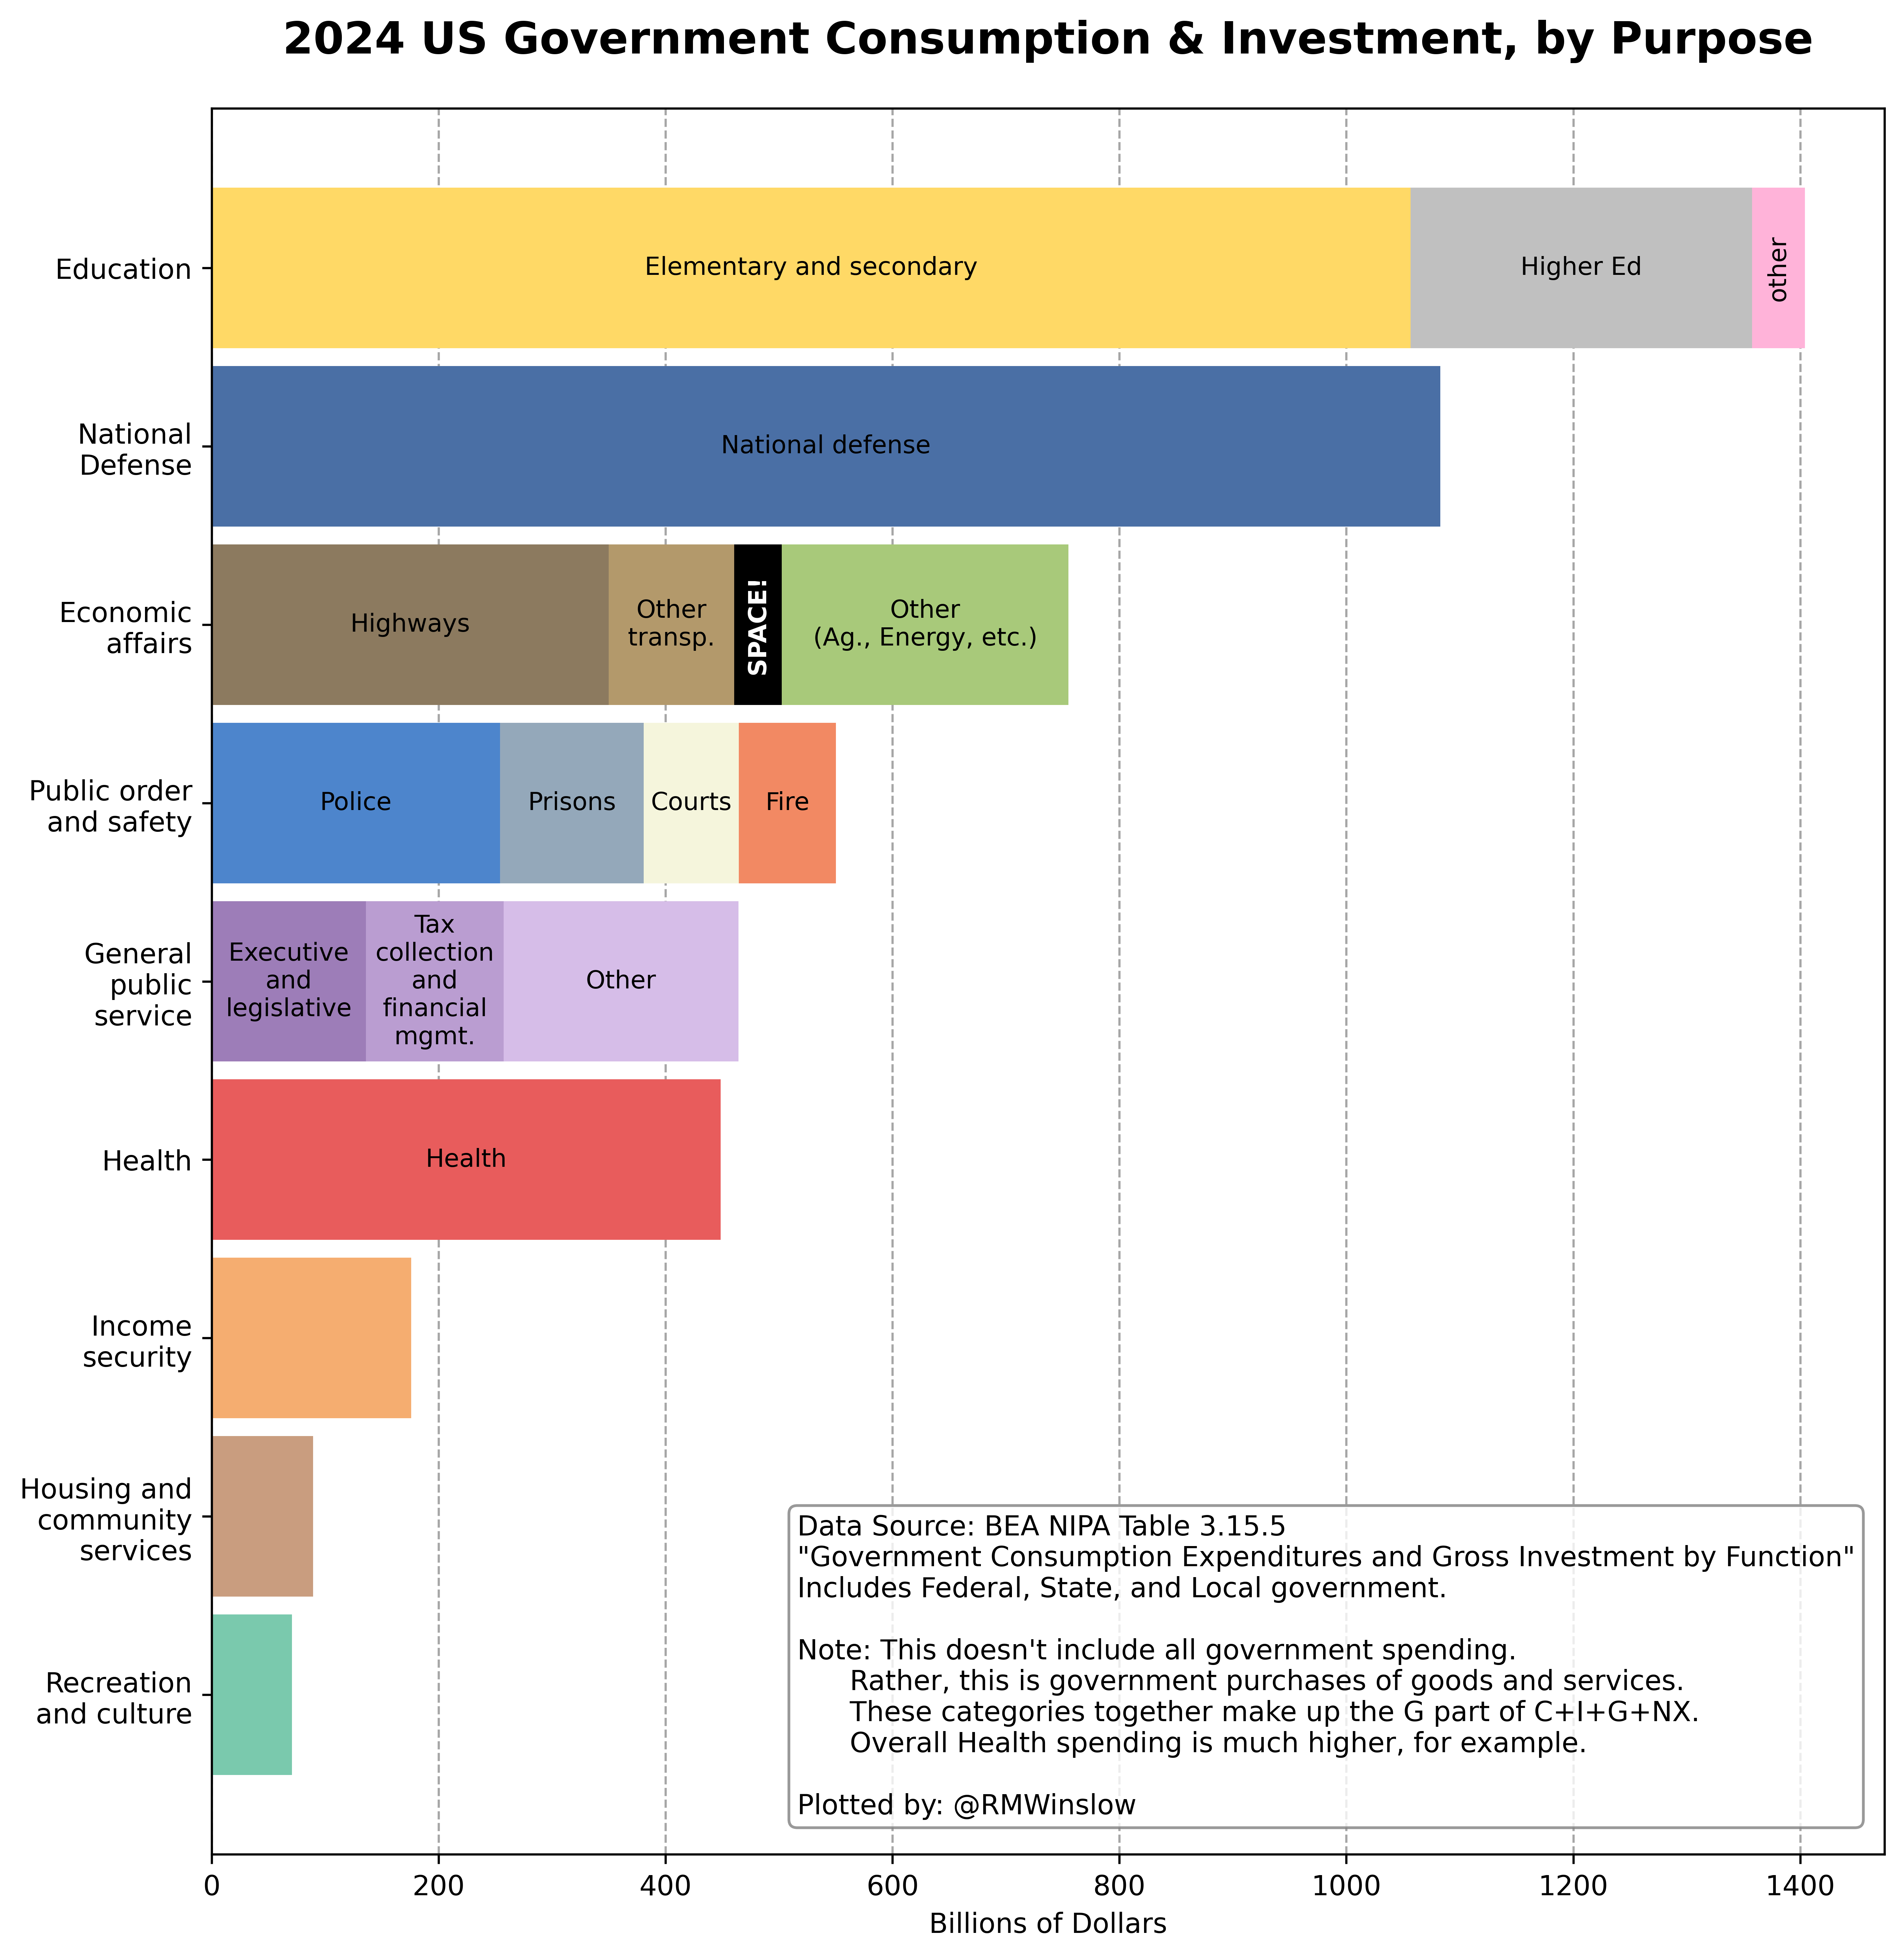 2024 US Government Consumption & Investment, by Purpose
Education
Elementary and secondary
Higher Ed
other
National
Defense
National defense
Economic
affairs
Highways
Other
transp.
SPACE!
Other
(Ag., Energy, etc.)
Public order
and safety
Police
Prisons
Courts
Fire
General
public
service
Executive
and
legislative
Tax
collection
and
financial
mgmt.
Other
Health
Health
Income
security
Housing and
community
services
Recreation
and culture
Data Source: BEA NIPA Table 3.15.5
"Government Consumption Expenditures and Gross Investment by Function"
Includes Federal, State, and Local government.
Note: This doesn't include all government spending.
Rather, this is government purchases of goods and services.
These categories together make up the G part of C+I+G+NX.
Overall Health spending is much higher, for example.
Plotted by: @RMWinslow
0 200 400 600 800 1000 1200 1400
Billions of Dollars